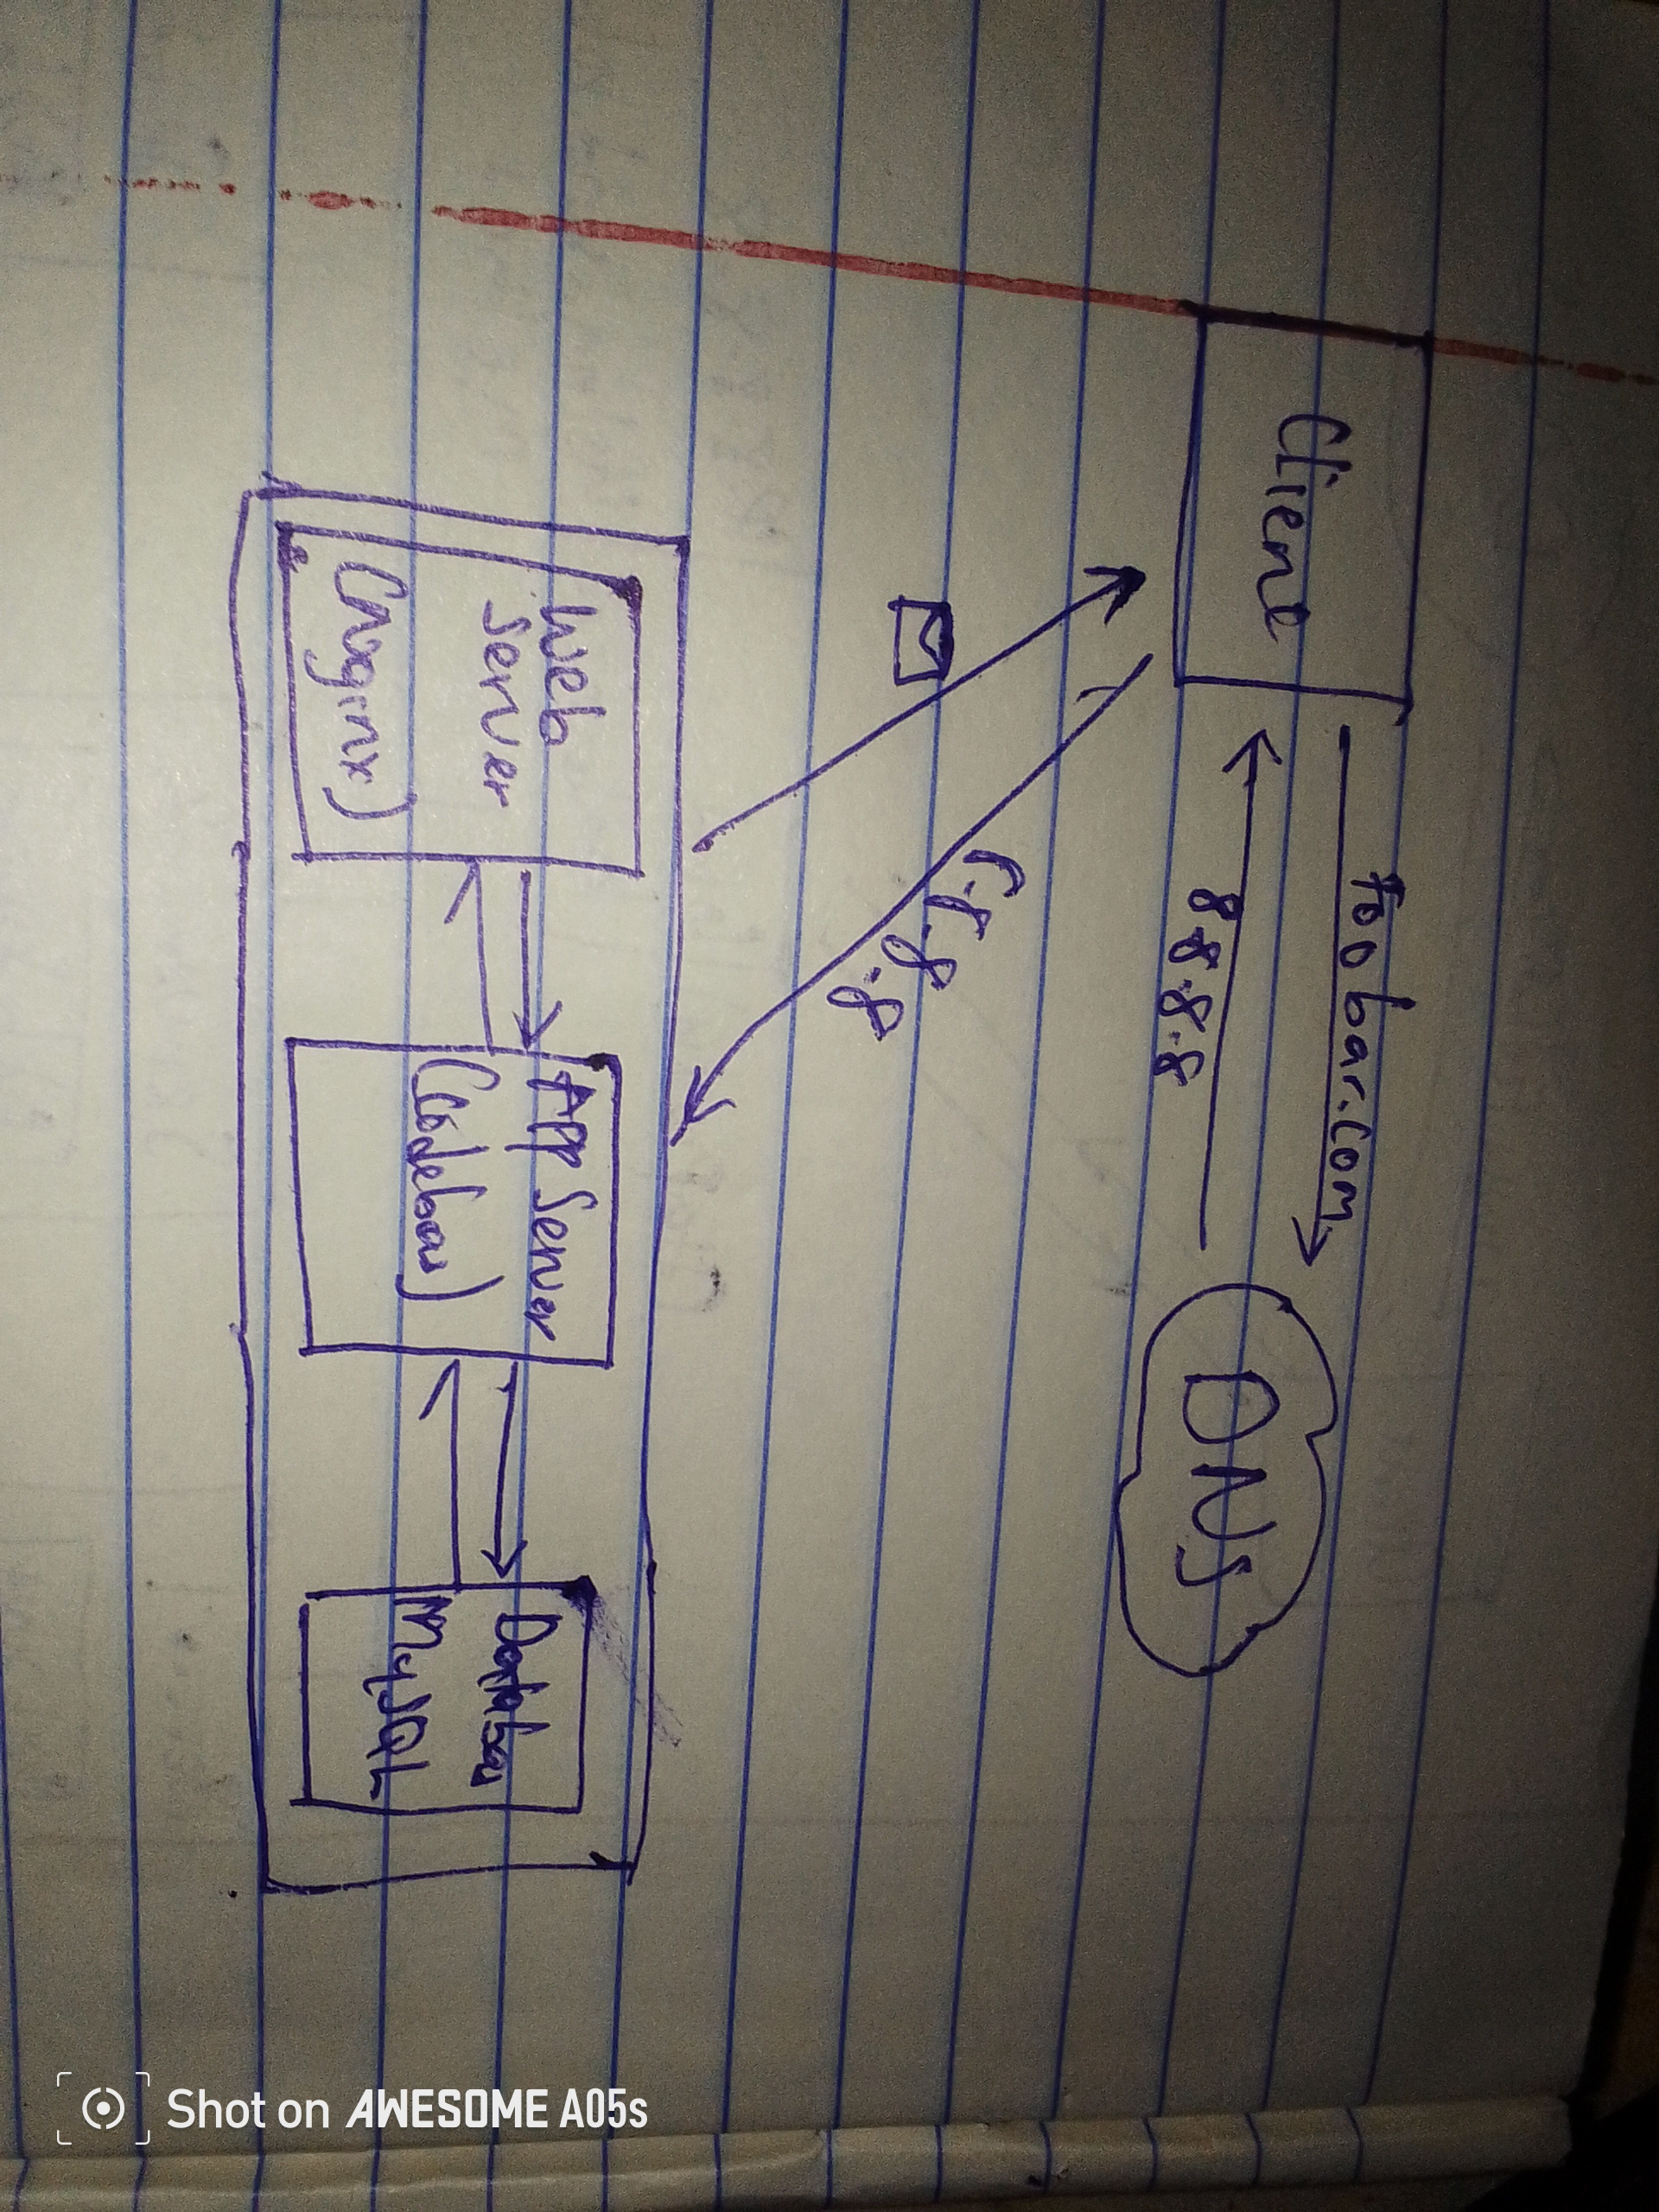 Client
foobar.com
8.8.8.8
DNS
8.8.8
Web
Server
(Nginx)
App Server
(Codebase)
Database
MySQL
Shot on AWESOME A05s